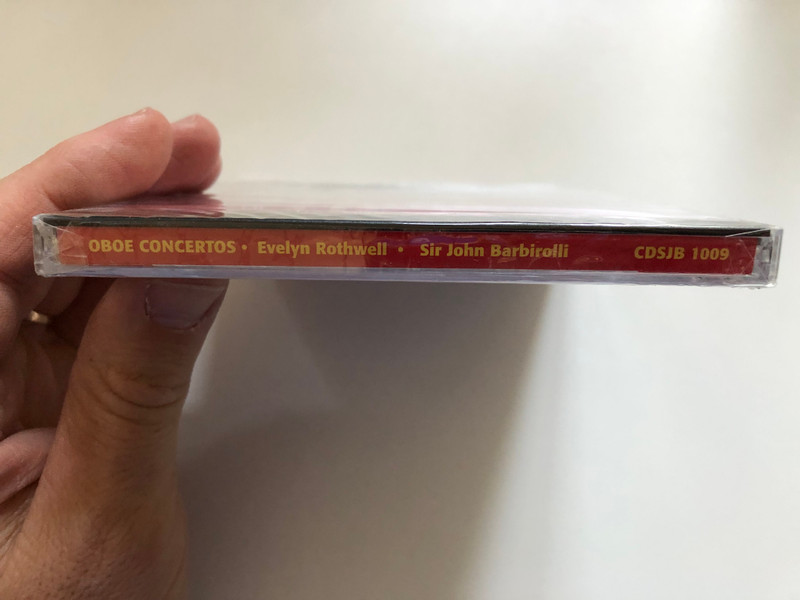 OBOE CONCERTOS • Evelyn Rothwell • Sir John Barbirolli CDSJB 1009